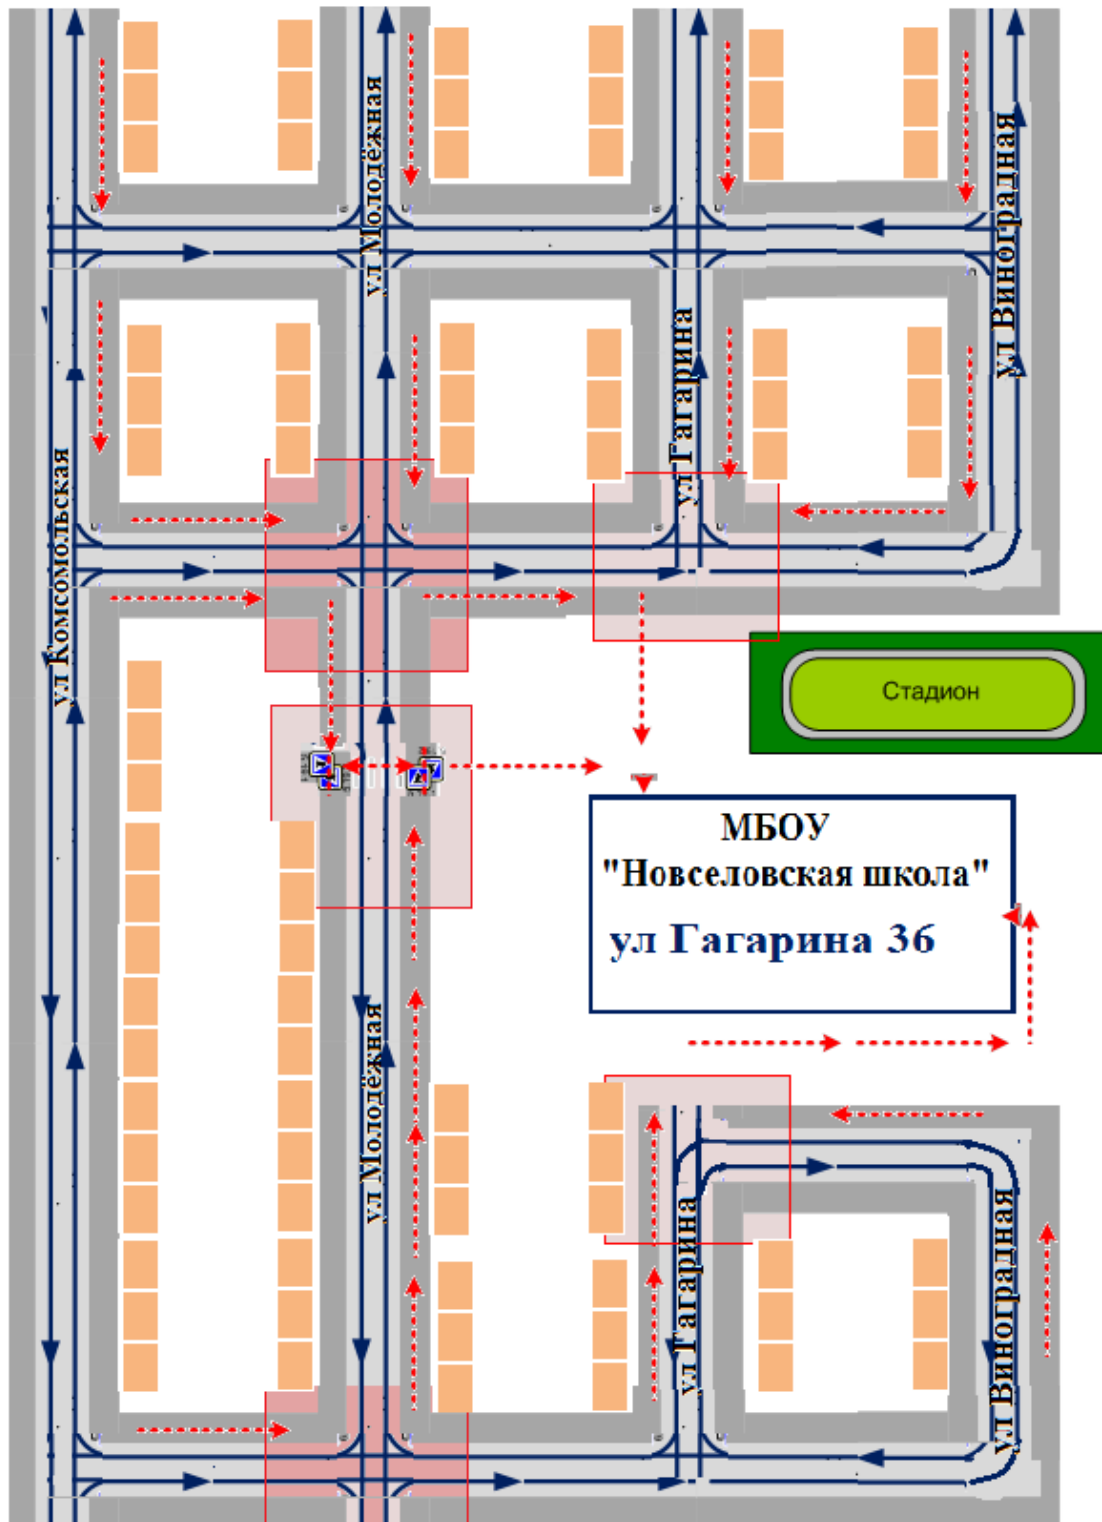 ул Молодёжная
ул Виноградная
ул Гагарина
ул Комсомольская
Стадион
МБОУ
"Новселовская школа"
ул Гагарина 36
ул Молодёжная
ул Гагарина
ул Виноградная